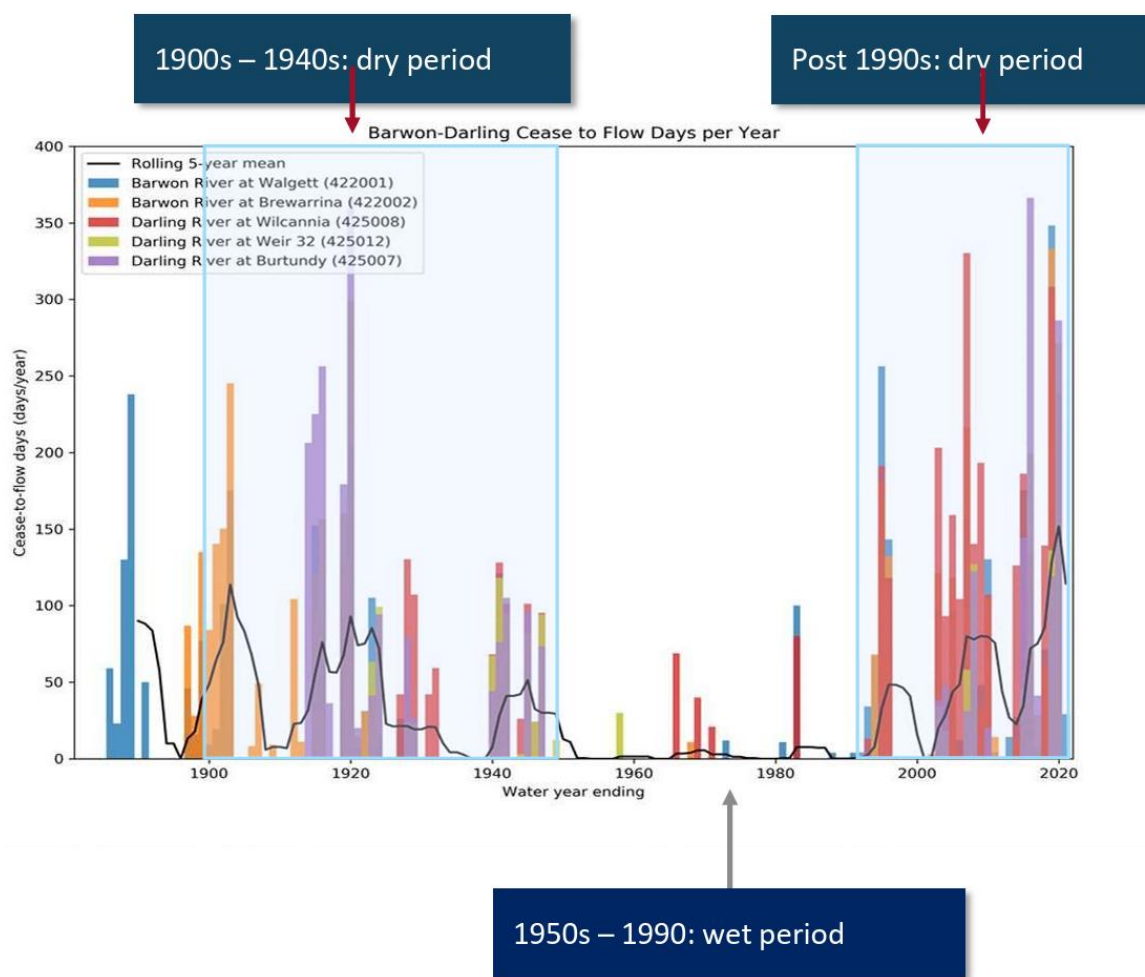 1900s – 1940s: dry period
Post 1990s: dry period
Barwon-Darling Cease to Flow Days per Year
Rolling 5-year mean
Barwon River at Walgett (422001)
Barwon River at Brewarrina (422002)
Darling River at Wilcannia (425008)
Darling River at Weir 32 (425012)
Darling River at Burtundy (425007)
Cease-to-flow days (days/year)
400
350
300
250
200
150
100
50
0
1900
1920
1940
1960
1980
2000
2020
Water year ending
1950s – 1990: wet period